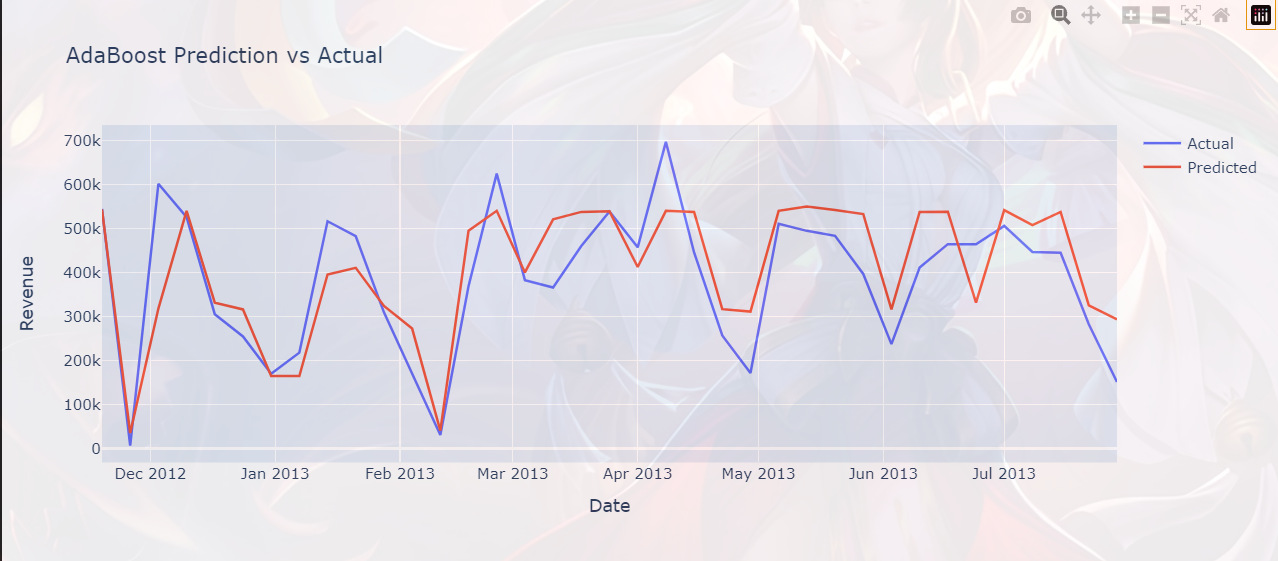 AdaBoost Prediction vs Actual
700k
600k
500k
400k
300k
200k
100k
0
Revenue
Dec 2012 Jan 2013 Feb 2013 Mar 2013 Apr 2013 May 2013 Jun 2013 Jul 2013
Date
Actual
Predicted